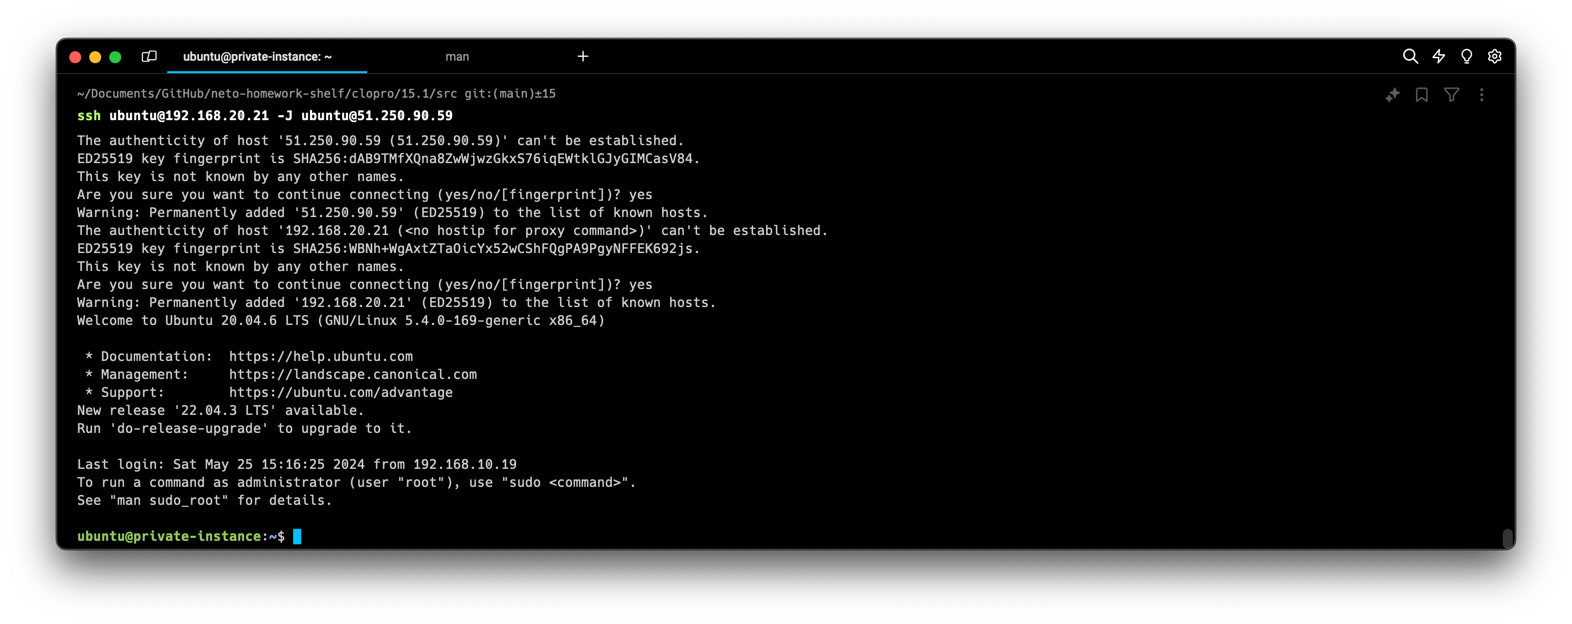 ubuntu@private-instance: ~
man
~/Documents/GitHub/neto-homework-shelf/clopro/15.1/src git:(main)±15
ssh ubuntu@192.168.20.21 -J ubuntu@51.250.90.59
The authenticity of host '51.250.90.59 (51.250.90.59)' can't be established.
ED25519 key fingerprint is SHA256:dAB9TMfXQna8ZwWjwzGkxS76iqEWtklGJyGIMCasV84.
This key is not known by any other names.
Are you sure you want to continue connecting (yes/no/[fingerprint])? yes
Warning: Permanently added '51.250.90.59' (ED25519) to the list of known hosts.
The authenticity of host '192.168.20.21 (<no hostip for proxy command>)' can't be established.
ED25519 key fingerprint is SHA256:WBNh+WgAxtZTaOicYx52wCShFQgPA9PgyNFFEK692js.
This key is not known by any other names.
Are you sure you want to continue connecting (yes/no/[fingerprint])? yes
Warning: Permanently added '192.168.20.21' (ED25519) to the list of known hosts.
Welcome to Ubuntu 20.04.6 LTS (GNU/Linux 5.4.0-169-generic x86_64)
* Documentation:  https://help.ubuntu.com
* Management:     https://landscape.canonical.com
* Support:        https://ubuntu.com/advantage
New release '22.04.3 LTS' available.
Run 'do-release-upgrade' to upgrade to it.
Last login: Sat May 25 15:16:25 2024 from 192.168.10.19
To run a command as administrator (user "root"), use "sudo <command>".
See "man sudo_root" for details.
ubuntu@private-instance:~$